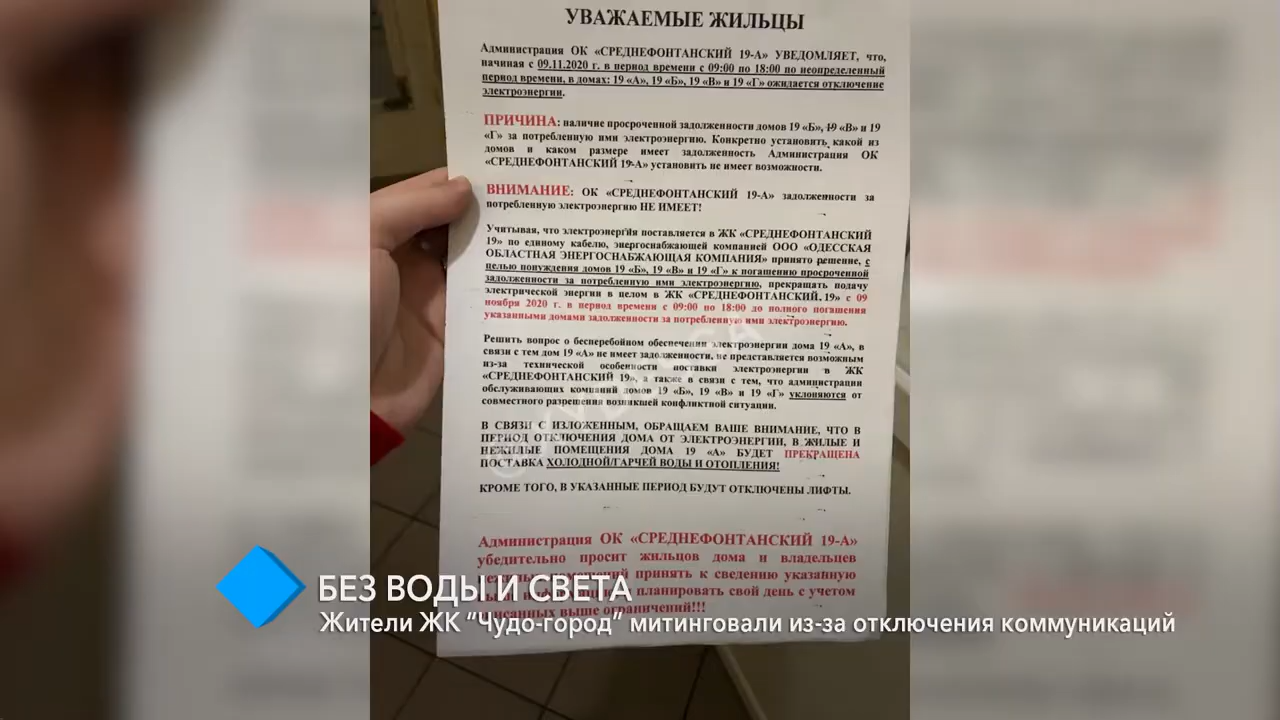 УВАЖАЕМЫЕ ЖИЛЬЦЫ
Администрация ОК «СРЕДНЕФОНТАНСКИЙ 19-А» УВЕДОМЛЯЕТ, что,
начиная с 09.11.2020 г. в период времени с 09:00 по 18:00 по неопределенный
период времени, в домах: 19 «А», 19 «Б», 19 «В» и 19 «Г» ожидается отключение
электроэнергии.
ПРИЧИНА: наличие просроченной задолженности домов 19 «Б», 19 «В» и 19
«Г» за потребленную ими электроэнергию. Конкретно установить какой из
домов и каком размере имеет задолженность Администрация ОК
«СРЕДНЕФОНТАНСКИЙ 19-А» установить не имеет возможности.
ВНИМАНИЕ: ОК «СРЕДНЕФОНТАНСКИЙ 19-А» задолженности за
потребленную электроэнергию НЕ ИМЕЕТ!
Учитывая, что электроэнергия поставляется в ЖК «СРЕДНЕФОНТАНСКИЙ
19» по единому кабелю, энергоснабжающей компанией ООО «ОДЕССКАЯ
ОБЛАСТНАЯ ЭНЕРГОСНАБЖАЮЩАЯ КОМПАНИЯ» принято решение, с
целью понуждения домов 19 «Б», 19 «В» и 19 «Г» к погашению просроченной
задолженности за потребленную ими электроэнергию, прекращать подачу
электрической энергии в целом в ЖК «СРЕДНЕФОНТАНСКИЙ 19» с 09
ноября 2020 г. в период времени с 09:00 по 18:00 до полного погашения
указанными домами задолженности за потребленную ими электроэнергию.
Решить вопрос о бесперебойном обеспечении электроэнергии дома 19 «А», в
связи с тем дом 19 «А» не имеет задолженности, не представляется возможным
из-за технической особенности поставки электроэнергии в ЖК
«СРЕДНЕФОНТАНСКИЙ 19», а также в связи с тем, что администрации
обслуживающих компаний домов 19 «Б», 19 «В» и 19 «Г» уклоняются от
совместного разрешения возникшей конфликтной ситуации.
В СВЯЗИ С ИЗЛОЖЕННЫМ, ОБРАЩАЕМ ВАШЕ ВНИМАНИЕ, ЧТО В
ПЕРИОД ОТКЛЮЧЕНИЯ ДОМА ОТ ЭЛЕКТРОЭНЕРГИИ, В ЖИЛЫЕ И
НЕЖИЛЫЕ ПОМЕЩЕНИЯ ДОМА 19 «А» БУДЕТ ПРЕКРАЩЕНА
ПОСТАВКА ХОЛОДНОЙ/ГАРЧЕЙ ВОДЫ И ОТОПЛЕНИЯ!
КРОМЕ ТОГО, В УКАЗАННЫЕ ПЕРИОД БУДУТ ОТКЛЮЧЕНЫ ЛИФТЫ.
Администрация ОК «СРЕДНЕФОНТАНСКИЙ 19-А»
убедительно просит жильцов дома и владельцев
принять к сведению указанную
планировать свой день с учетом
выше ограничений!!!
БЕЗ ВОДЫ И СВЕТА
Жители ЖК “Чудо-город” митинговали из-за отключения коммуникаций